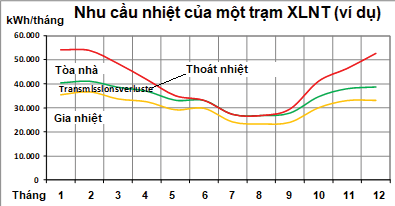 kWh/tháng
Nhu cầu nhiệt của một trạm XLNT (ví dụ)
60.000
50.000
40.000
30.000
20.000
10.000
0
Tòa nhà
Thoát nhiệt
Transmissionsverluste
Gia nhiệt
Tháng 1 2 3 4 5 6 7 8 9 10 11 12